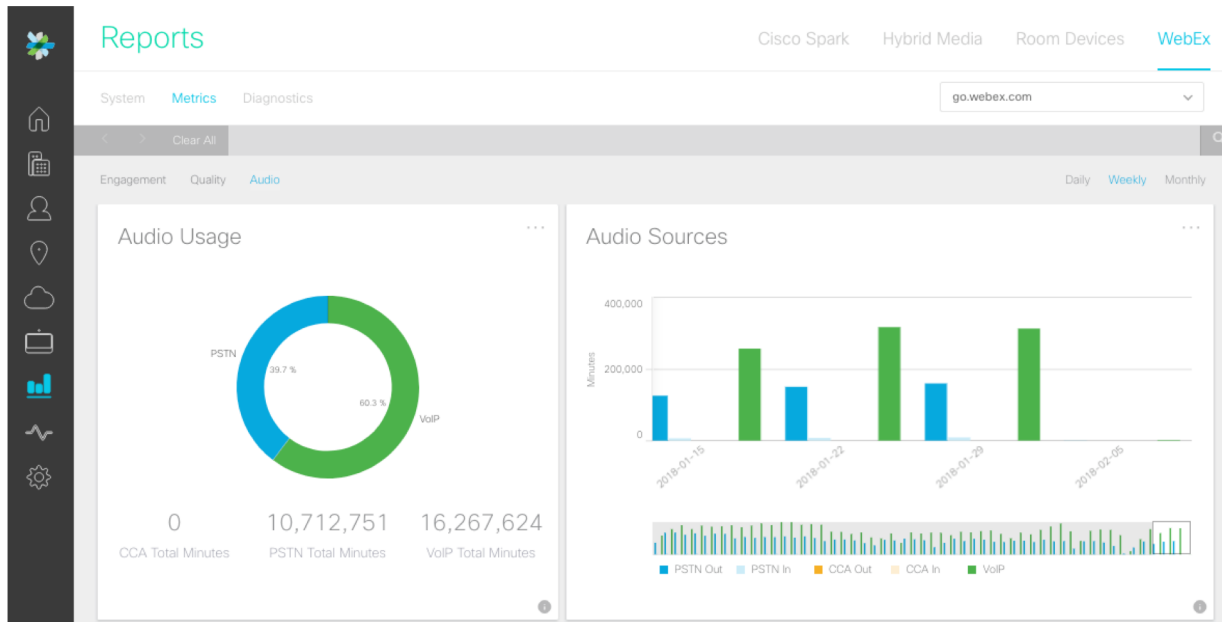 Reports
Cisco Spark Hybrid Media Room Devices WebEx
System Metrics Diagnostics
go.webex.com
Clear All
Engagement Quality Audio
Daily Weekly Monthly
Audio Usage
PSTN
39.7 %
60.3 %
VoIP
0 10,712,751 16,267,624
CCA Total Minutes PSTN Total Minutes VoIP Total Minutes
Audio Sources
400,000
200,000
0
Minutes
2018-01-15 2018-01-22 2018-01-29 2018-02-05
PSTN Out PSTN In CCA Out CCA In VoIP